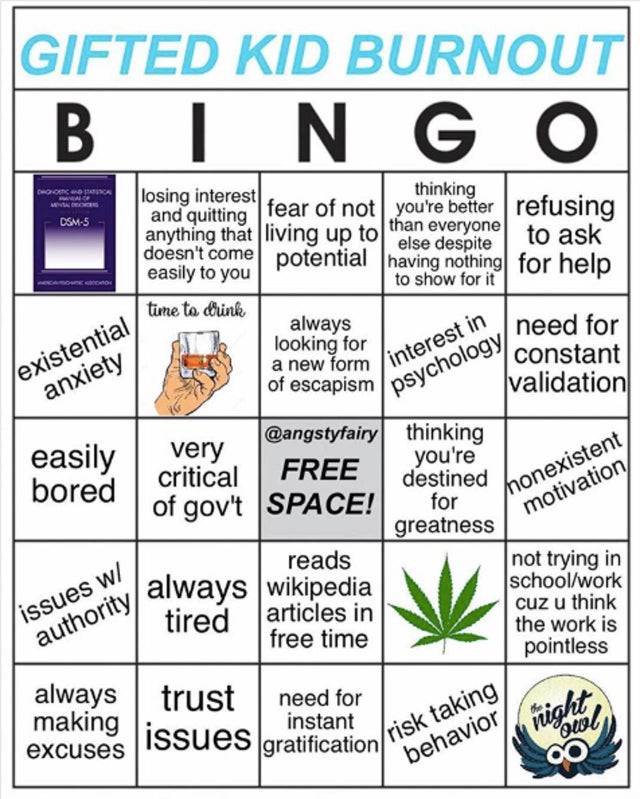 GIFTED KID BURNOUT
B I N G O
DIAGNOSTIC AND STATISTICAL
MANUAL OF
MENTAL DISORDERS
DSM-5
AMERICAN PSYCHIATRIC ASSOCIATION
losing interest
and quitting
anything that
doesn't come
easily to you
fear of not
living up to
potential
thinking
you're better
than everyone
else despite
having nothing
to show for it
refusing
to ask
for help
existential
anxiety
time to drink
always
looking for
a new form
of escapism
interest in
psychology
need for
constant
validation
easily
bored
very
critical
of gov't
@angstyfairy
FREE
SPACE!
thinking
you're
destined
for
greatness
nonexistent
motivation
issues w/
authority
always
tired
reads
wikipedia
articles in
free time
not trying in
school/work
cuz u think
the work is
pointless
always
making
excuses
trust
issues
need for
instant
gratification
risk taking
behavior
the
night
owl